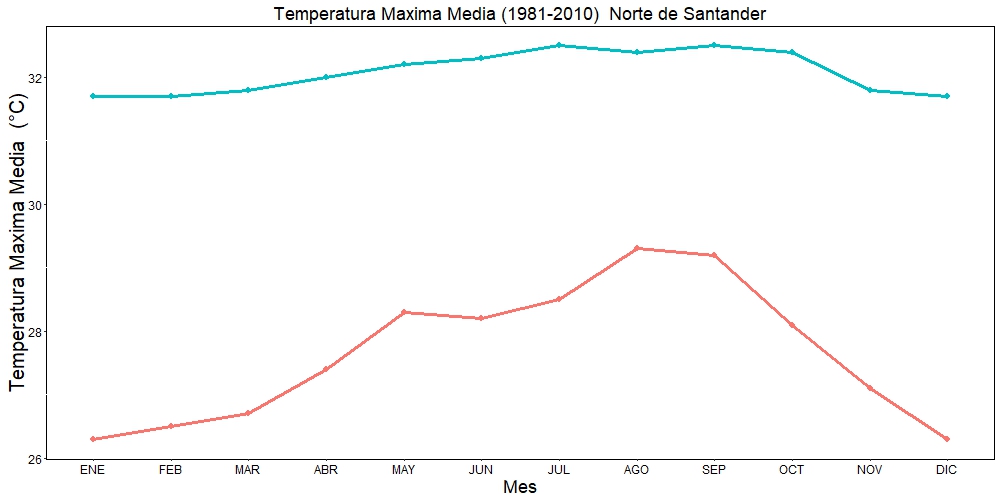 Temperatura Maxima Media (1981-2010)  Norte de Santander
Temperatura Maxima Media  (°C)
32
30
28
26
ENE FEB MAR ABR MAY JUN JUL AGO SEP OCT NOV DIC
Mes